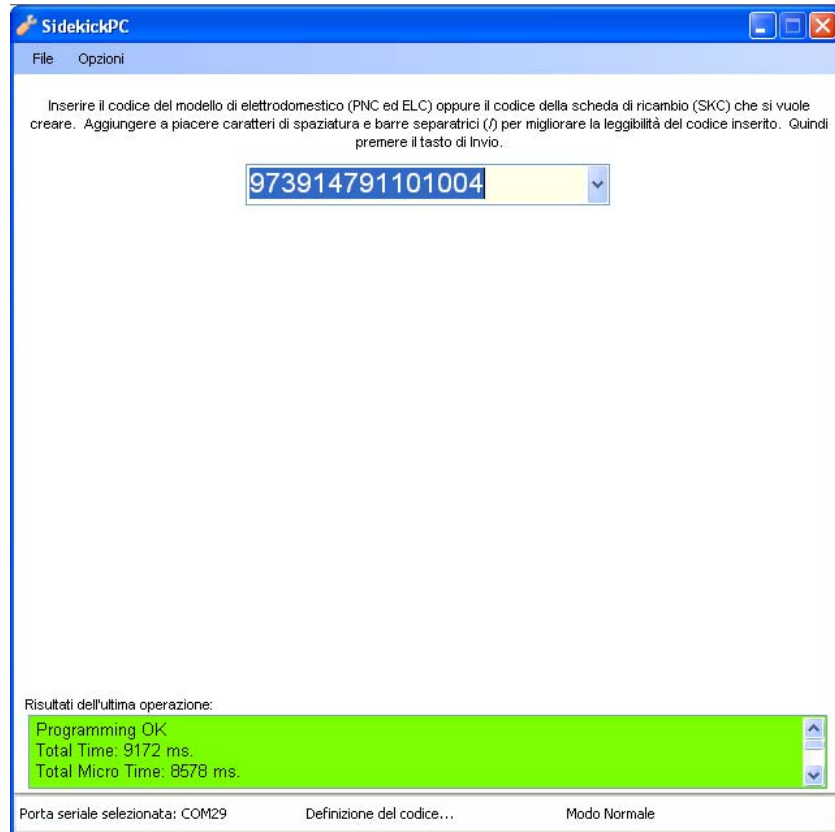 SidekickPC
File Opzioni
Inserire il codice del modello di elettrodomestico (PNC ed ELC) oppure il codice della scheda di ricambio (SKC) che si vuole
creare. Aggiungere a piacere caratteri di spaziatura e barre separatrici (/) per migliorare la leggibilità del codice inserito. Quindi
premere il tasto di Invio.
973914791101004
Risultati dell'ultima operazione:
Programming OK
Total Time: 9172 ms.
Total Micro Time: 8578 ms.
Porta seriale selezionata: COM29 Definizione del codice... Modo Normale